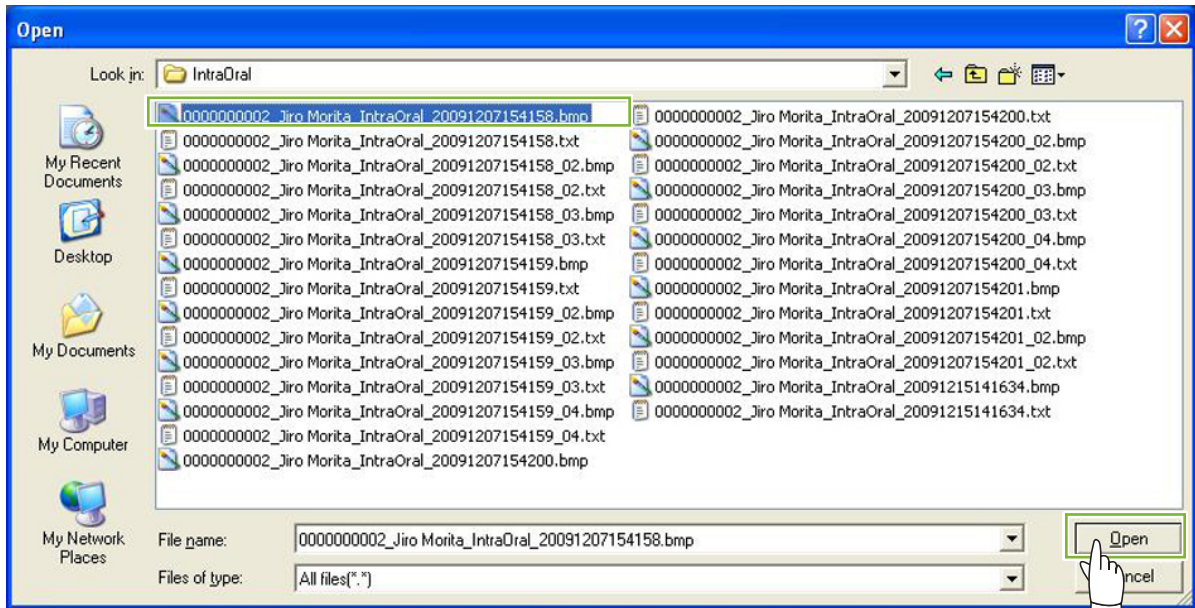 Open
Look in:
IntraOral
My Recent
Documents
Desktop
My Documents
My Computer
My Network
Places
0000000002_Jiro Morita_IntraOral_20091207154158.bmp
0000000002_Jiro Morita_IntraOral_20091207154158.txt
0000000002_Jiro Morita_IntraOral_20091207154158_02.bmp
0000000002_Jiro Morita_IntraOral_20091207154158_02.txt
0000000002_Jiro Morita_IntraOral_20091207154158_03.bmp
0000000002_Jiro Morita_IntraOral_20091207154158_03.txt
0000000002_Jiro Morita_IntraOral_20091207154159.bmp
0000000002_Jiro Morita_IntraOral_20091207154159.txt
0000000002_Jiro Morita_IntraOral_20091207154159_02.bmp
0000000002_Jiro Morita_IntraOral_20091207154159_02.txt
0000000002_Jiro Morita_IntraOral_20091207154159_03.bmp
0000000002_Jiro Morita_IntraOral_20091207154159_03.txt
0000000002_Jiro Morita_IntraOral_20091207154159_04.bmp
0000000002_Jiro Morita_IntraOral_20091207154159_04.txt
0000000002_Jiro Morita_IntraOral_20091207154200.bmp
0000000002_Jiro Morita_IntraOral_20091207154200.txt
0000000002_Jiro Morita_IntraOral_20091207154200_02.bmp
0000000002_Jiro Morita_IntraOral_20091207154200_02.txt
0000000002_Jiro Morita_IntraOral_20091207154200_03.bmp
0000000002_Jiro Morita_IntraOral_20091207154200_03.txt
0000000002_Jiro Morita_IntraOral_20091207154200_04.bmp
0000000002_Jiro Morita_IntraOral_20091207154200_04.txt
0000000002_Jiro Morita_IntraOral_20091207154201.bmp
0000000002_Jiro Morita_IntraOral_20091207154201.txt
0000000002_Jiro Morita_IntraOral_20091207154201_02.bmp
0000000002_Jiro Morita_IntraOral_20091207154201_02.txt
0000000002_Jiro Morita_IntraOral_20091215141634.bmp
0000000002_Jiro Morita_IntraOral_20091215141634.txt
File name:
0000000002_Jiro Morita_IntraOral_20091207154158.bmp
Open
Files of type:
All files(*.*)